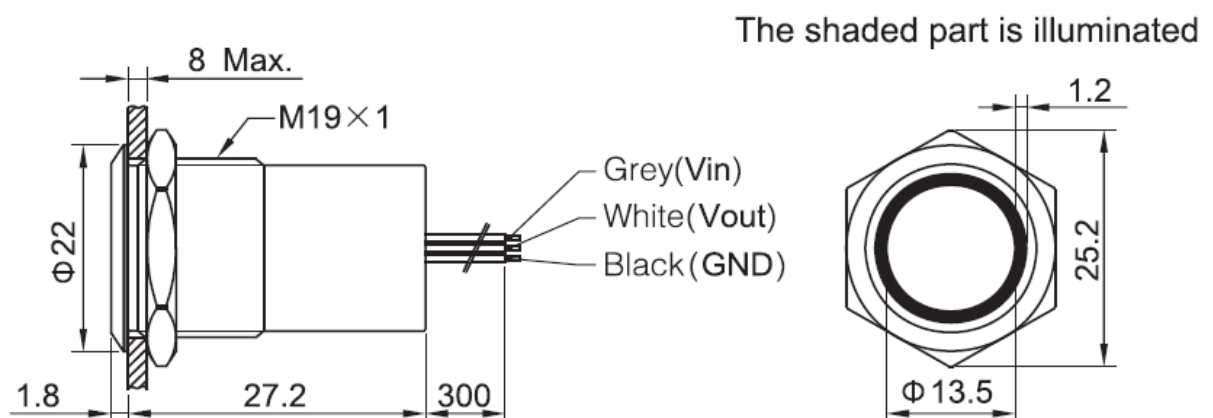 The shaded part is illuminated
8 Max.
M19×1
1.2
Grey(Vin)
White(Vout)
Black(GND)
Φ22
25.2
1.8
27.2
300
Φ13.5